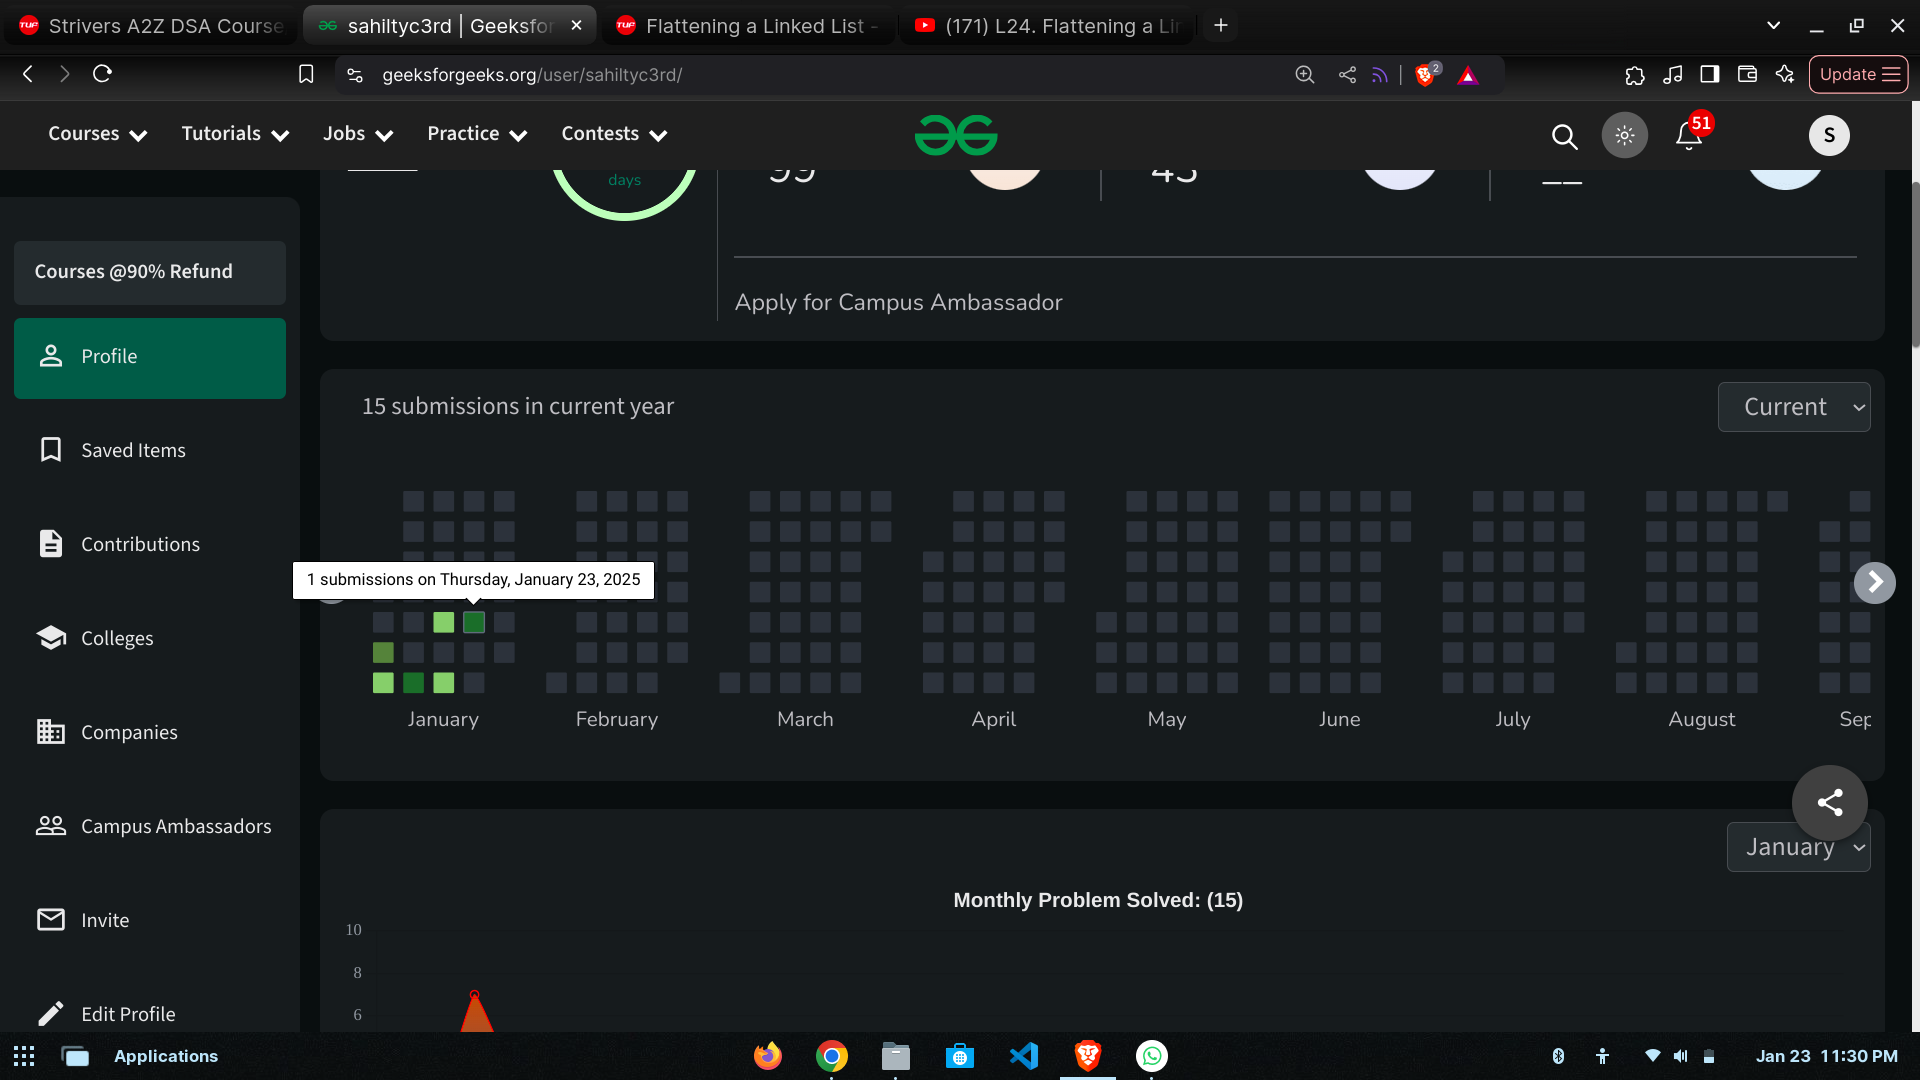 Strivers A2Z DSA Course
sahiltyc3rd | Geeksfor
Flattening a Linked List -
(171) L24. Flattening a Lin
geeksforgeeks.org/user/sahiltyc3rd/
2
Update
Courses
Tutorials
Jobs
Practice
Contests
51
S
days
Courses @90% Refund
Apply for Campus Ambassador
Profile
15 submissions in current year
Current
Saved Items
Contributions
1 submissions on Thursday, January 23, 2025
Colleges
January
February
March
April
May
June
July
August
Sep
Companies
Campus Ambassadors
January
Monthly Problem Solved: (15)
Invite
10
8
6
Edit Profile
Applications
Jan 23 11:30 PM